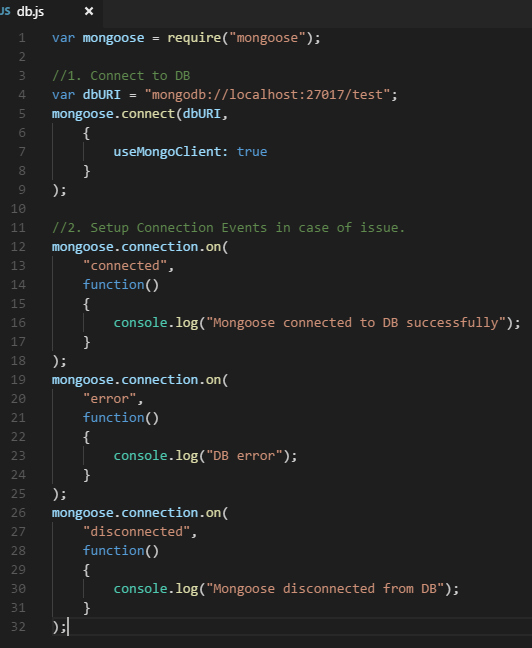 JS db.js ×
1 var mongoose = require("mongoose");
2
3 //1. Connect to DB
4 var dbURI = "mongodb://localhost:27017/test";
5 mongoose.connect(dbURI,
6     {
7         useMongoClient: true
8     }
9 );
10
11 //2. Setup Connection Events in case of issue.
12 mongoose.connection.on(
13     "connected",
14     function()
15     {
16         console.log("Mongoose connected to DB successfully");
17     }
18 );
19 mongoose.connection.on(
20     "error",
21     function()
22     {
23         console.log("DB error");
24     }
25 );
26 mongoose.connection.on(
27     "disconnected",
28     function()
29     {
30         console.log("Mongoose disconnected from DB");
31     }
32 );